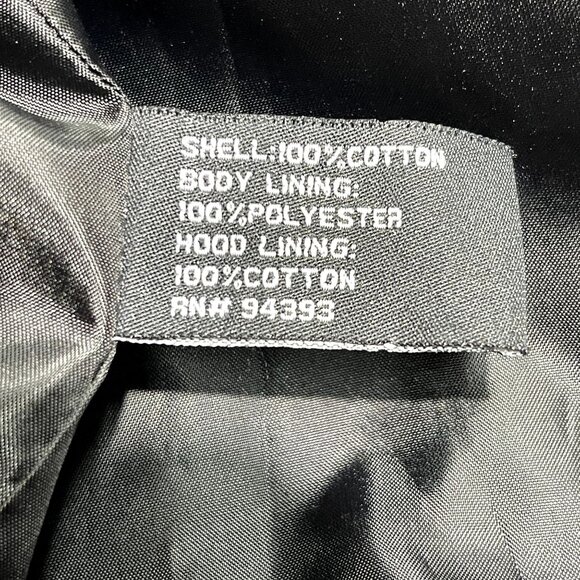 SHELL:100%COTTON
BODY LINING:
100%POLYESTER
HOOD LINING:
100%COTTON
RN# 94393